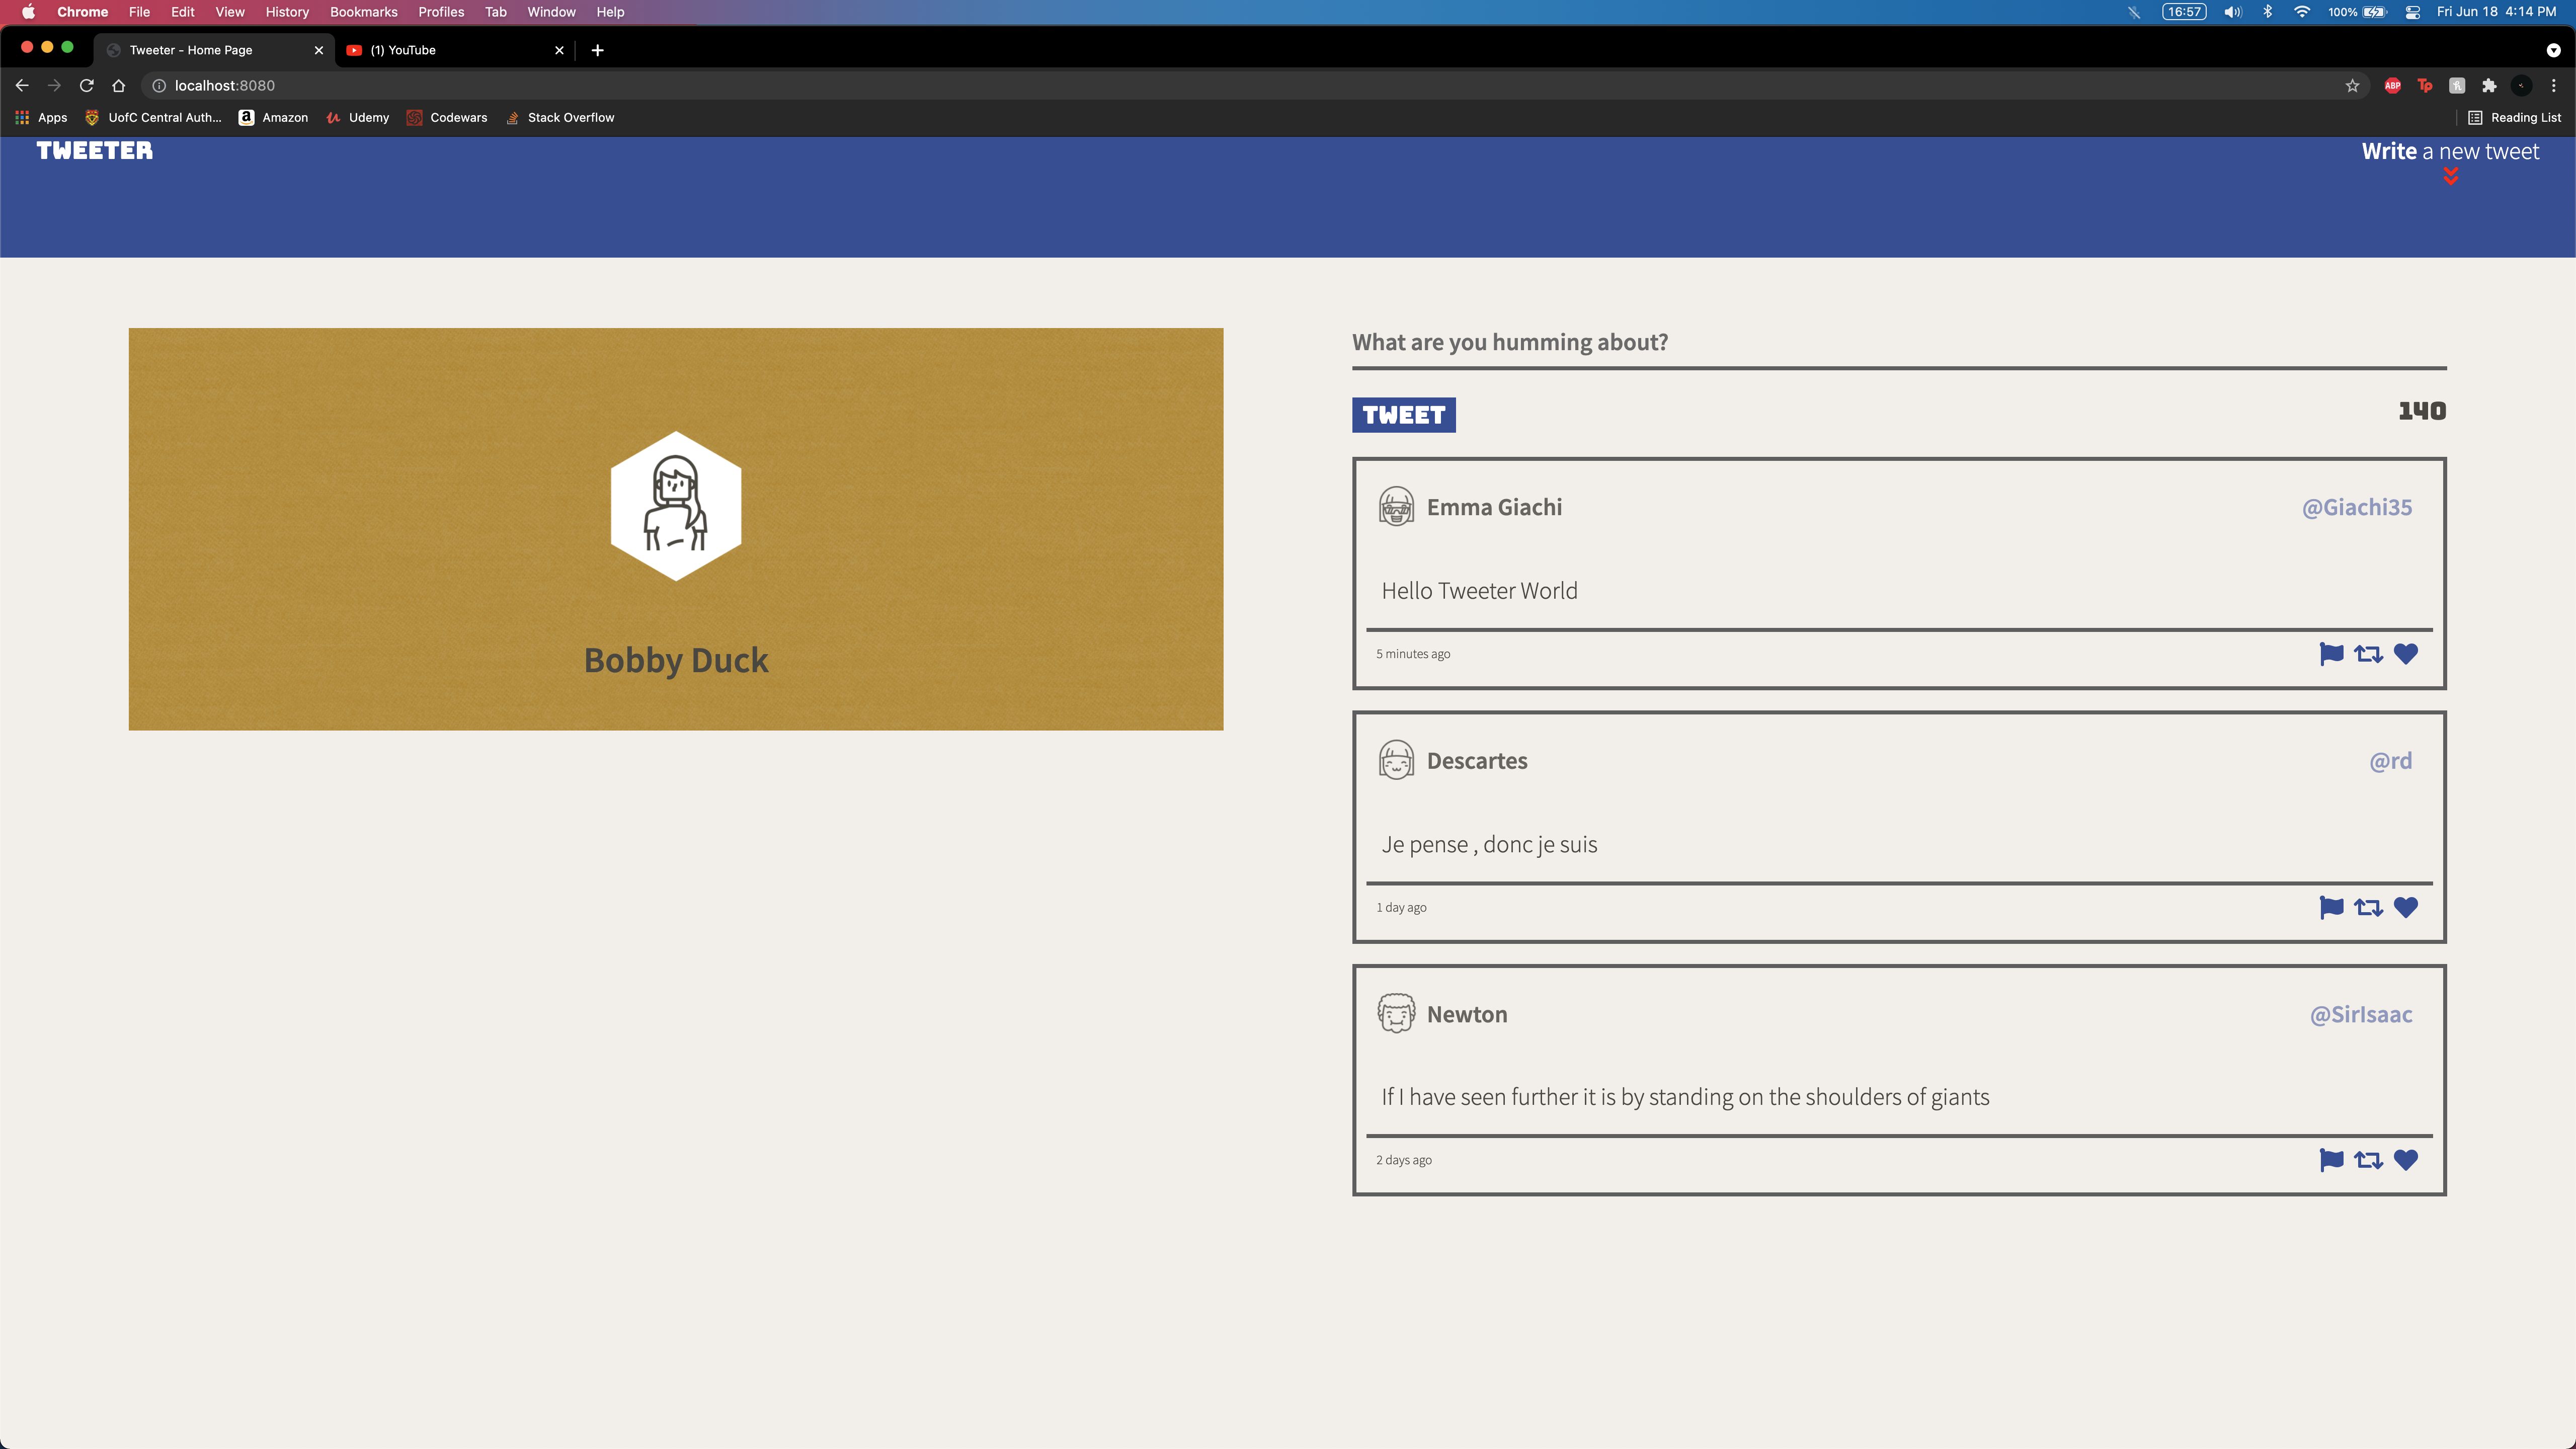 Chrome File Edit View History Bookmarks Profiles Tab Window Help 16:57 100% Fri Jun 18 4:14 PM
Tweeter - Home Page (1) YouTube
localhost:8080 ABP Tp
Apps UofC Central Auth... Amazon Udemy Codewars Stack Overflow Reading List
TWEETER Write a new tweet
Bobby Duck
What are you humming about?
TWEET 140
Emma Giachi @Giachi35
Hello Tweeter World
5 minutes ago
Descartes @rd
Je pense , donc je suis
1 day ago
Newton @SirIsaac
If I have seen further it is by standing on the shoulders of giants
2 days ago